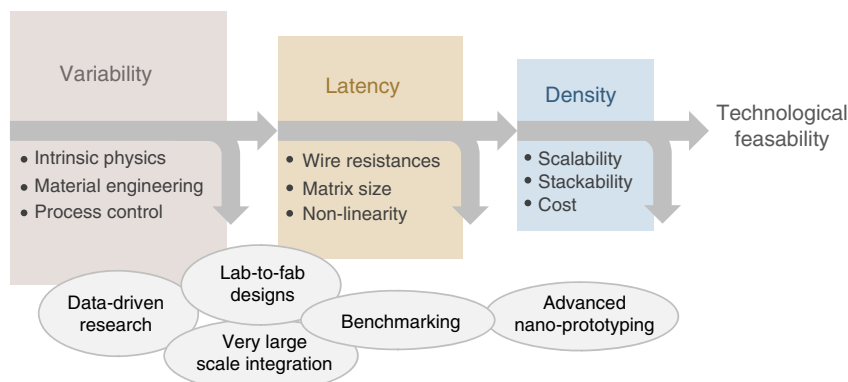 Variability
• Intrinsic physics
• Material engineering
• Process control
Latency
• Wire resistances
• Matrix size
• Non-linearity
Density
• Scalability
• Stackability
• Cost
Technological
feasability
Data-driven
research
Lab-to-fab
designs
Very large
scale integration
Benchmarking
Advanced
nano-prototyping